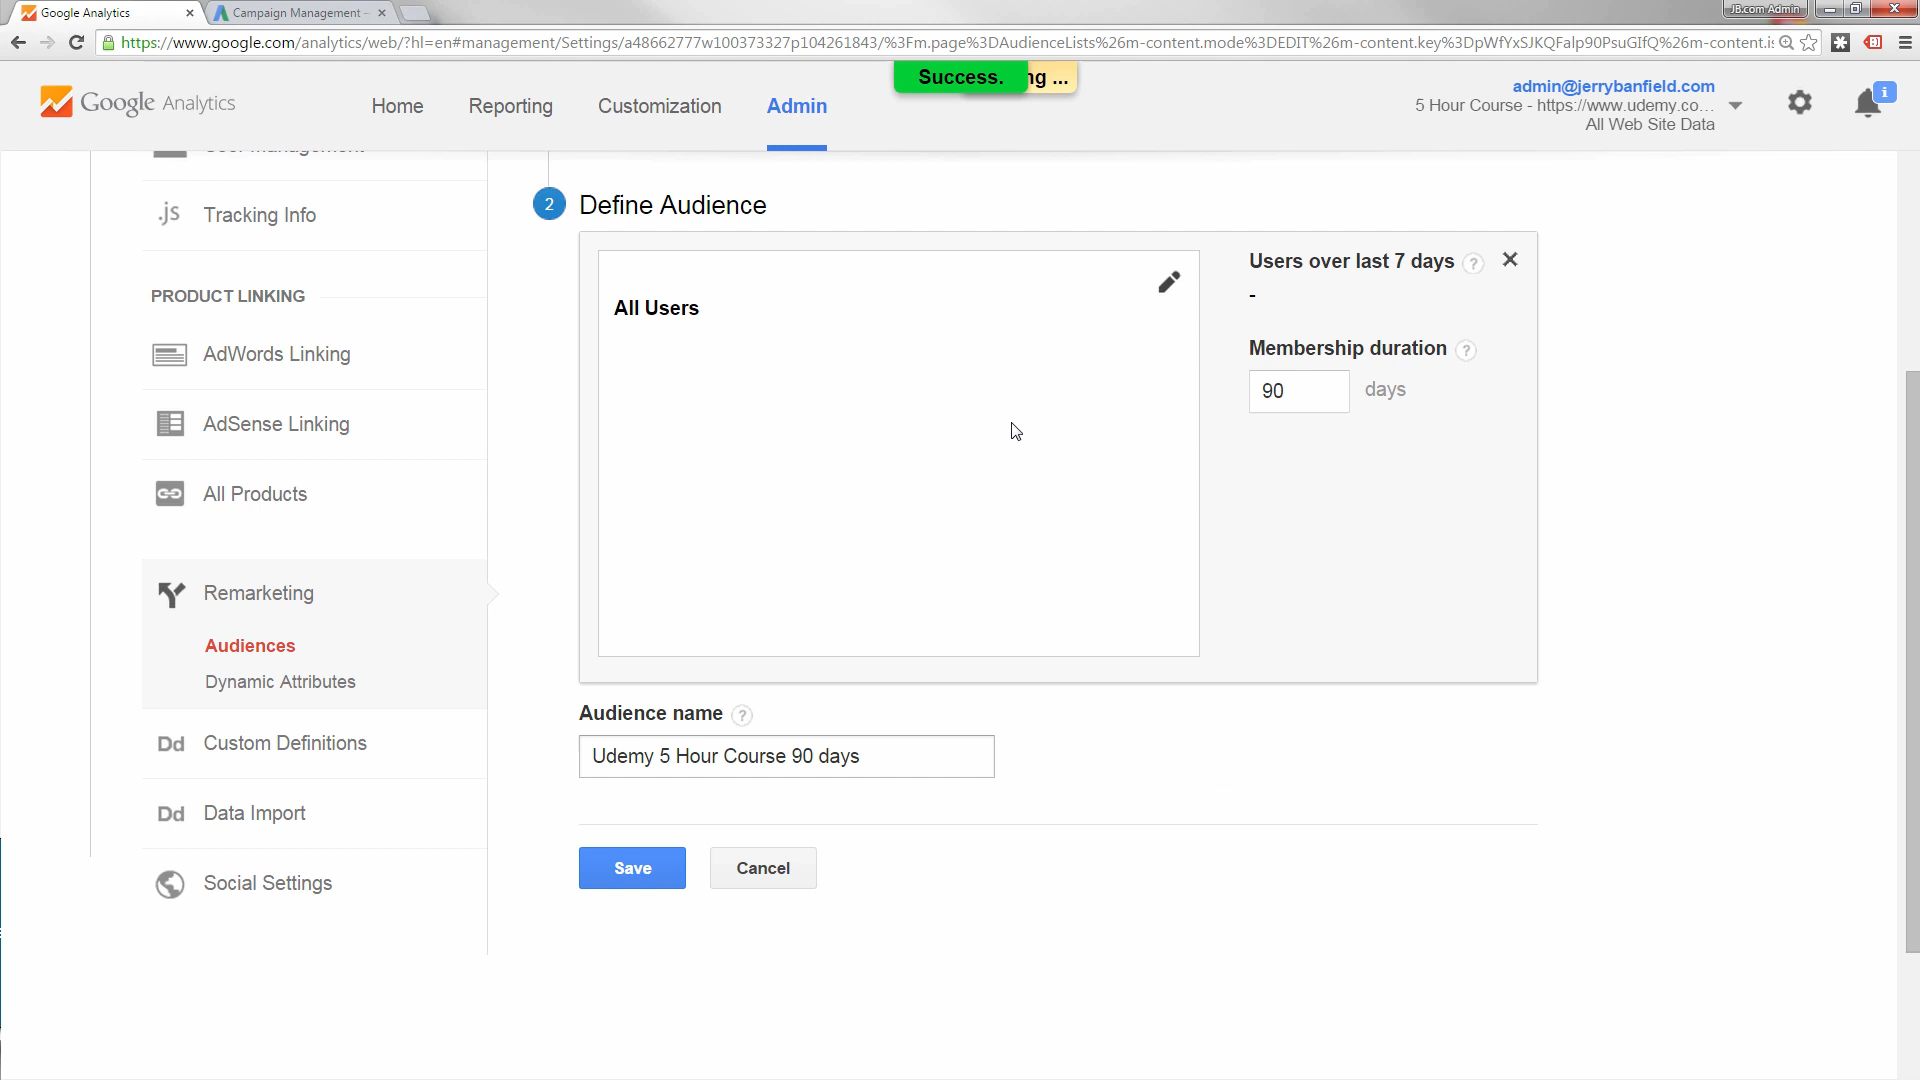 Google Analytics
Campaign Management -
JB.com Admin
https://www.google.com/analytics/web/?hl=en#management/Settings/a48662777w100373327p104261843/%3Fm.page%3DAudienceLists%26m-content.mode%3DEDIT%26m-content.key%3DpWfYxSJKQFalp90PsuGIfQ%26m-content.is
Success.
ng ...
Google Analytics
Home
Reporting
Customization
Admin
admin@jerrybanfield.com
5 Hour Course - https://www.udemy.co...
All Web Site Data
i
.js
Tracking Info
PRODUCT LINKING
AdWords Linking
AdSense Linking
All Products
Remarketing
Audiences
Dynamic Attributes
Dd
Custom Definitions
Dd
Data Import
Social Settings
2
Define Audience
All Users
Users over last 7 days ?
-
Membership duration ?
90
days
Audience name ?
Udemy 5 Hour Course 90 days
Save
Cancel